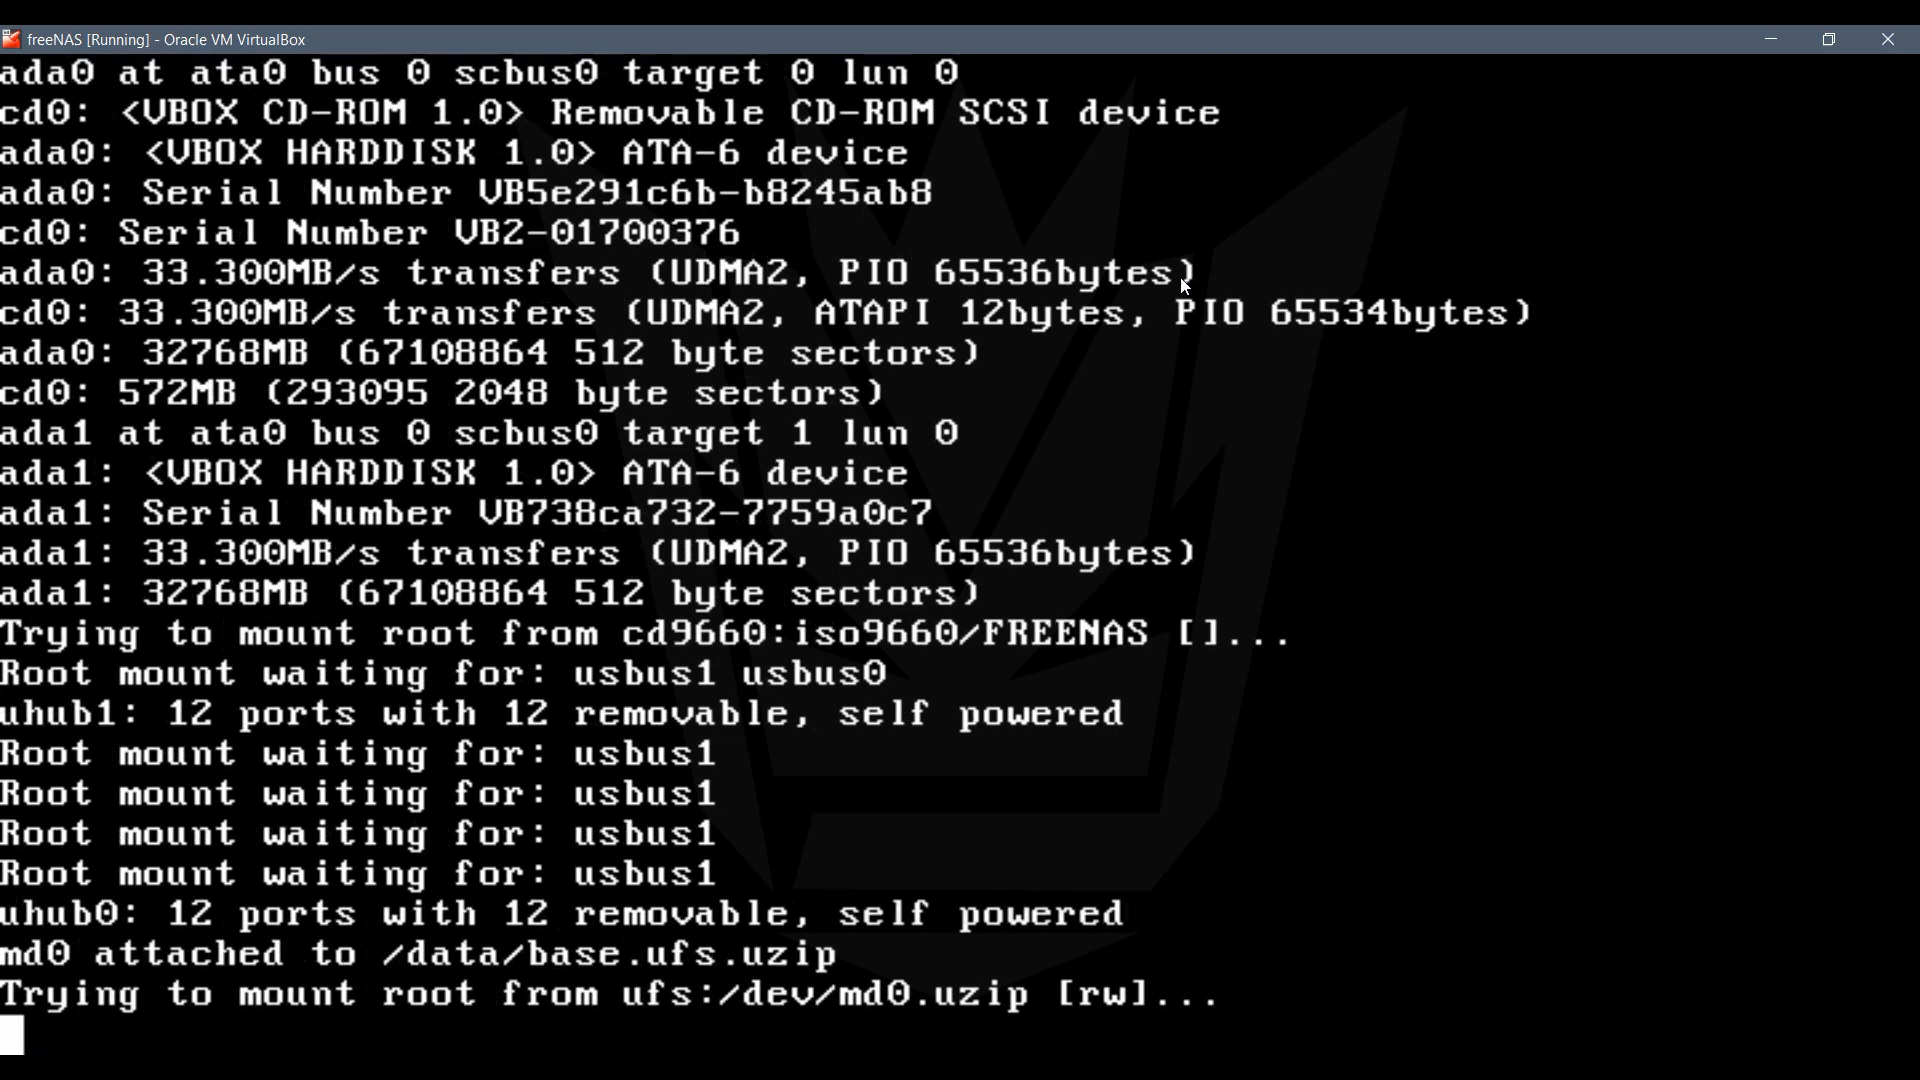 freeNAS [Running] - Oracle VM VirtualBox
ada0 at ata0 bus 0 scbus0 target 0 lun 0
cd0: <VBOX CD-ROM 1.0> Removable CD-ROM SCSI device
ada0: <VBOX HARDDISK 1.0> ATA-6 device
ada0: Serial Number VB5e291c6b-b8245ab8
cd0: Serial Number VB2-01700376
ada0: 33.300MB/s transfers (UDMA2, PIO 65536bytes)
cd0: 33.300MB/s transfers (UDMA2, ATAPI 12bytes, PIO 65534bytes)
ada0: 32768MB (67108864 512 byte sectors)
cd0: 572MB (293095 2048 byte sectors)
ada1 at ata0 bus 0 scbus0 target 1 lun 0
ada1: <VBOX HARDDISK 1.0> ATA-6 device
ada1: Serial Number VB738ca732-7759a0c7
ada1: 33.300MB/s transfers (UDMA2, PIO 65536bytes)
ada1: 32768MB (67108864 512 byte sectors)
Trying to mount root from cd9660:iso9660/FREENAS []...
Root mount waiting for: usbus1 usbus0
uhub1: 12 ports with 12 removable, self powered
Root mount waiting for: usbus1
Root mount waiting for: usbus1
Root mount waiting for: usbus1
Root mount waiting for: usbus1
uhub0: 12 ports with 12 removable, self powered
md0 attached to /data/base.ufs.uzip
Trying to mount root from ufs:/dev/md0.uzip [rw]...